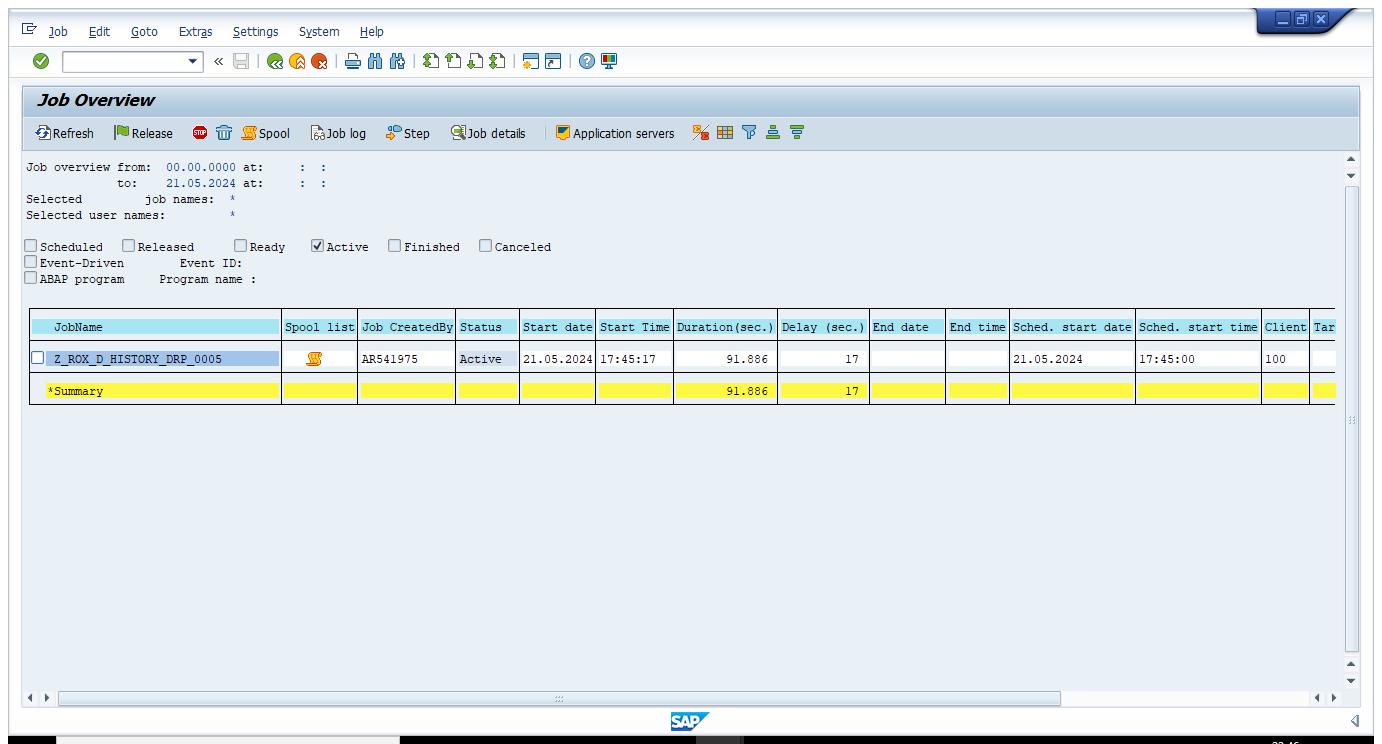 Job Edit Goto Extras Settings System Help
Job Overview
Refresh Release STOP Spool Job log Step Job details Application servers
Job overview from: 00.00.0000 at: : :
to: 21.05.2024 at: : :
Selected job names: *
Selected user names: *
Scheduled Released Ready Active Finished Canceled
Event-Driven Event ID:
ABAP program Program name :
JobName Spool list Job CreatedBy Status Start date Start Time Duration(sec.) Delay (sec.) End date End time Sched. start date Sched. start time Client Tar
Z_ROX_D_HISTORY_DRP_0005 AR541975 Active 21.05.2024 17:45:17 91.886 17 21.05.2024 17:45:00 100
*Summary 91.886 17
SAP